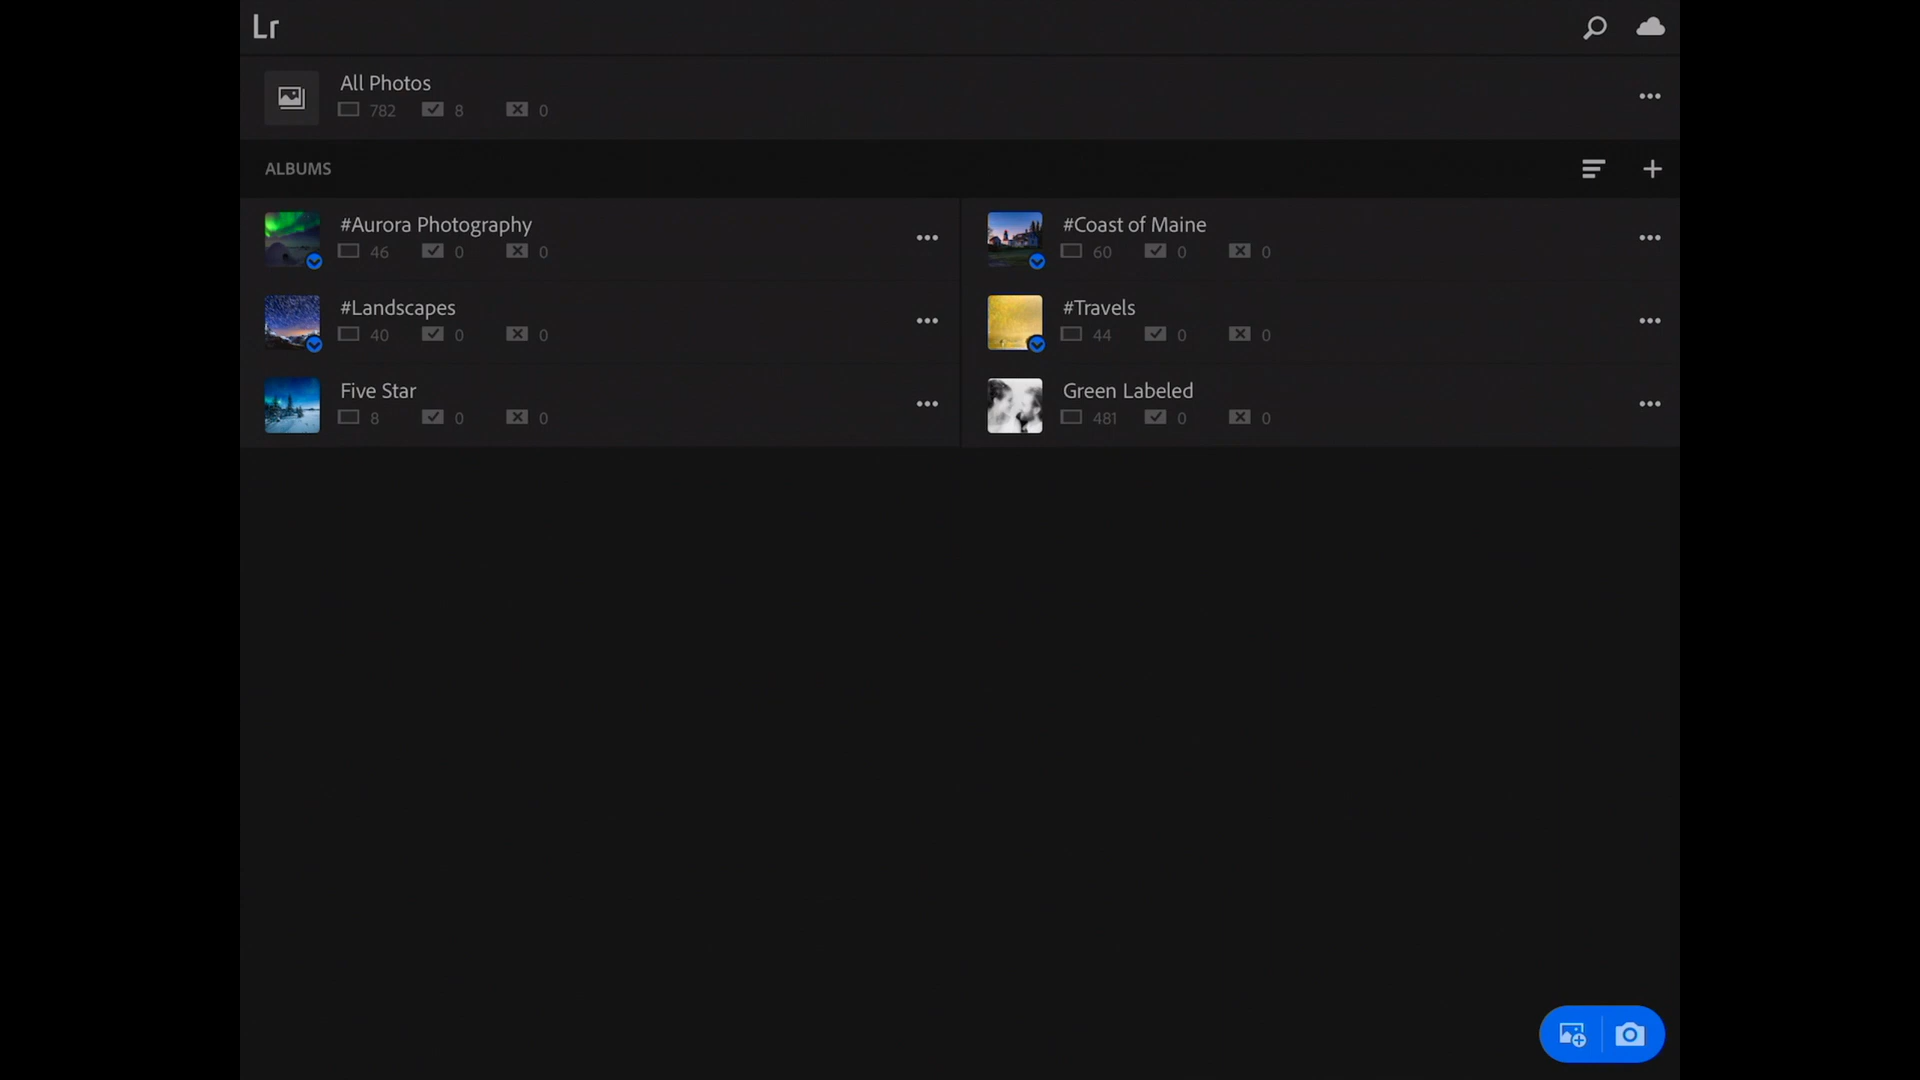 Lr
All Photos
782 8 0
ALBUMS
#Aurora Photography
46 0 0
#Coast of Maine
60 0 0
#Landscapes
40 0 0
#Travels
44 0 0
Five Star
8 0 0
Green Labeled
481 0 0